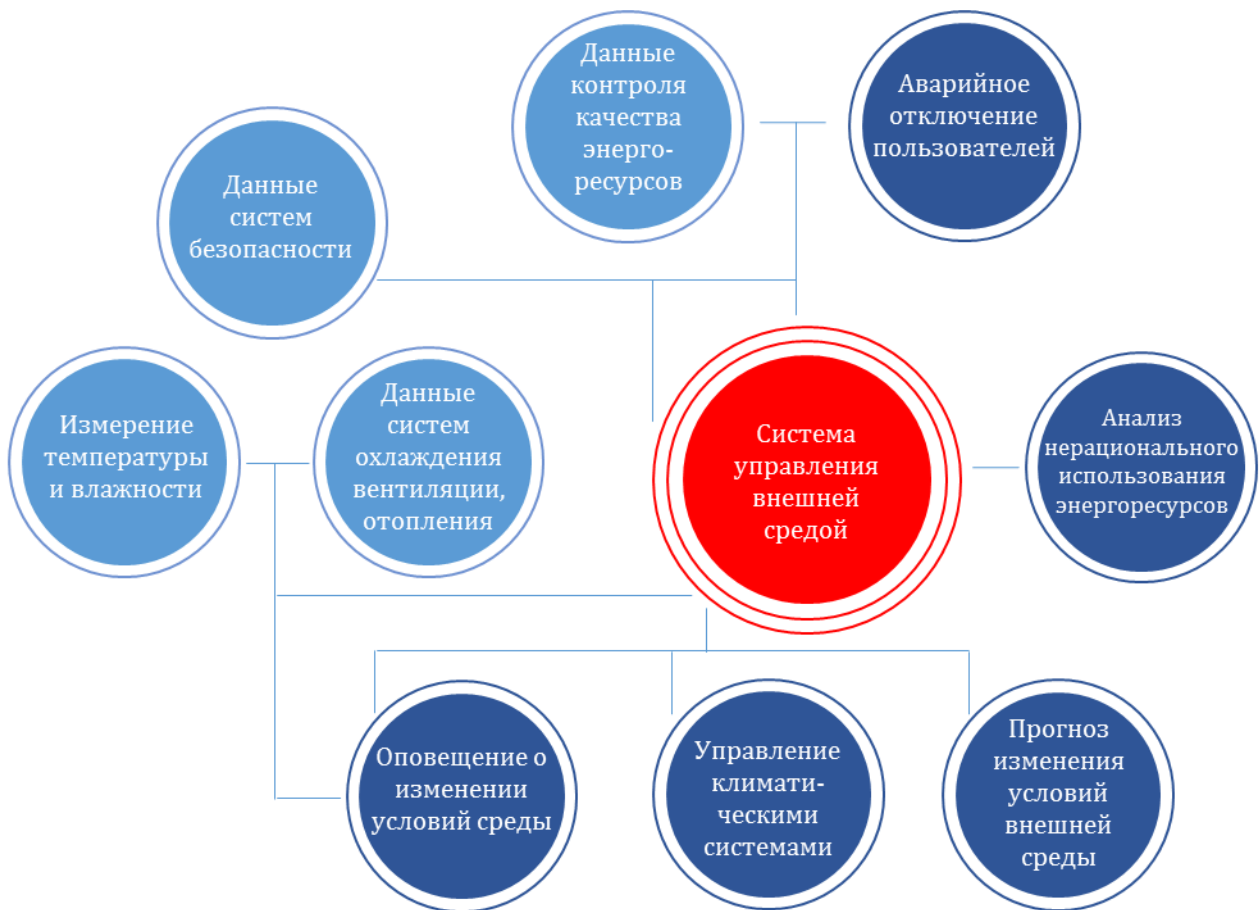 Данные
контроля
качества
энерго-
ресурсов
Аварийное
отключение
пользователей
Данные
систем
безопасности
Измерение
температуры
и влажности
Данные
систем
охлаждения
вентиляции,
отопления
Система
управления
внешней
средой
Анализ
нерационального
использования
энергоресурсов
Оповещение о
изменении
условий среды
Управление
климати-
ческими
системами
Прогноз
изменения
условий
внешней
среды